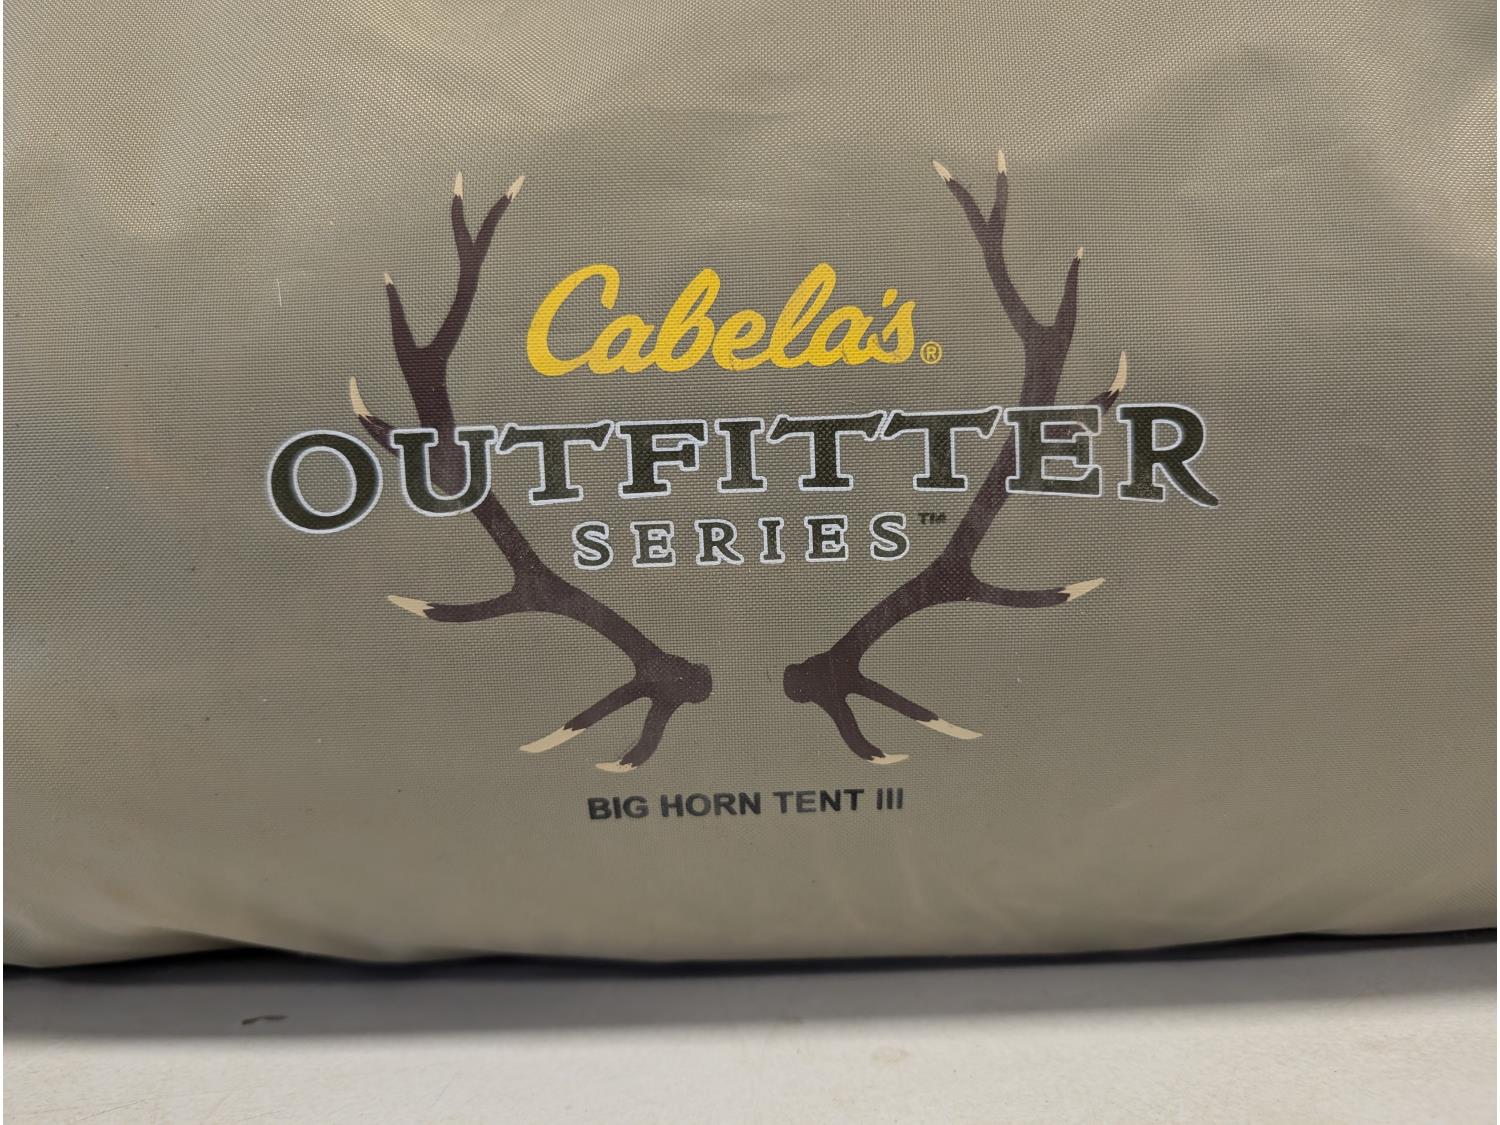 Cabela's®
OUTFITTER
SERIES™
BIG HORN TENT III